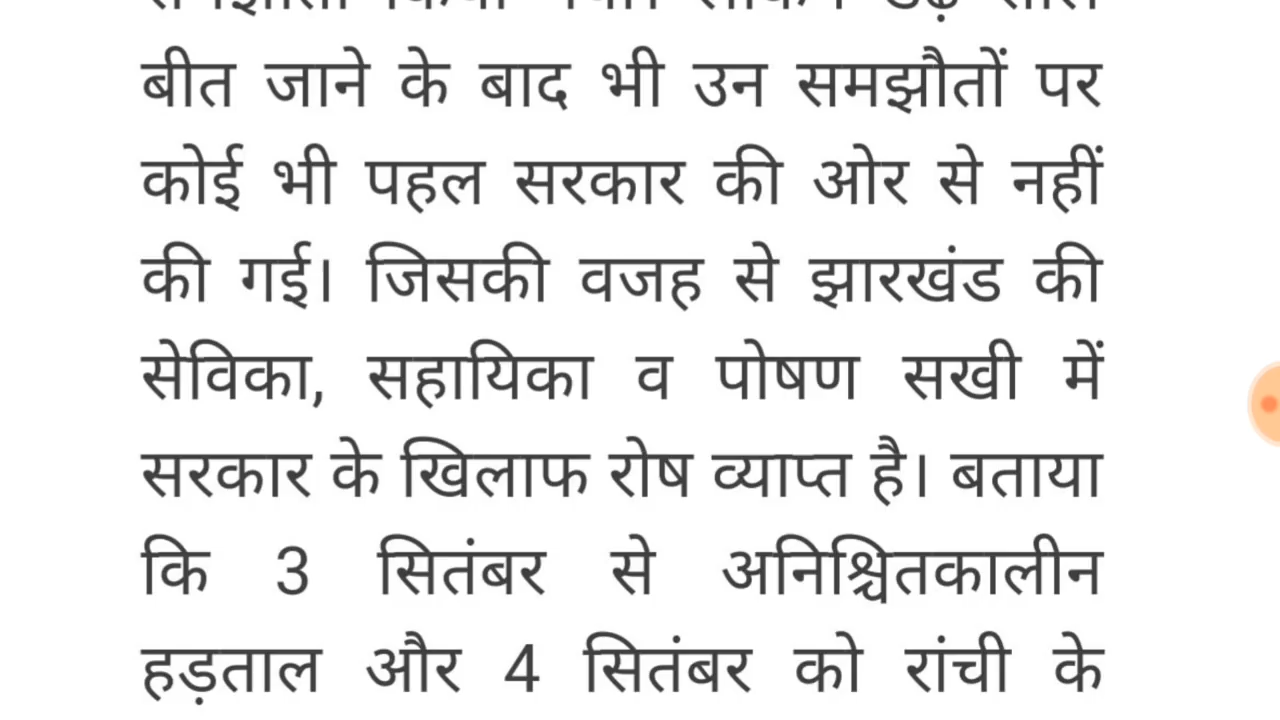 बीत जाने के बाद भी उन समझौतों पर
कोई भी पहल सरकार की ओर से नहीं
की गई। जिसकी वजह से झारखंड की
सेविका, सहायिका व पोषण सखी में
सरकार के खिलाफ रोष व्याप्त है। बताया
कि 3 सितंबर से अनिश्चितकालीन
हड़ताल और 4 सितंबर को रांची के